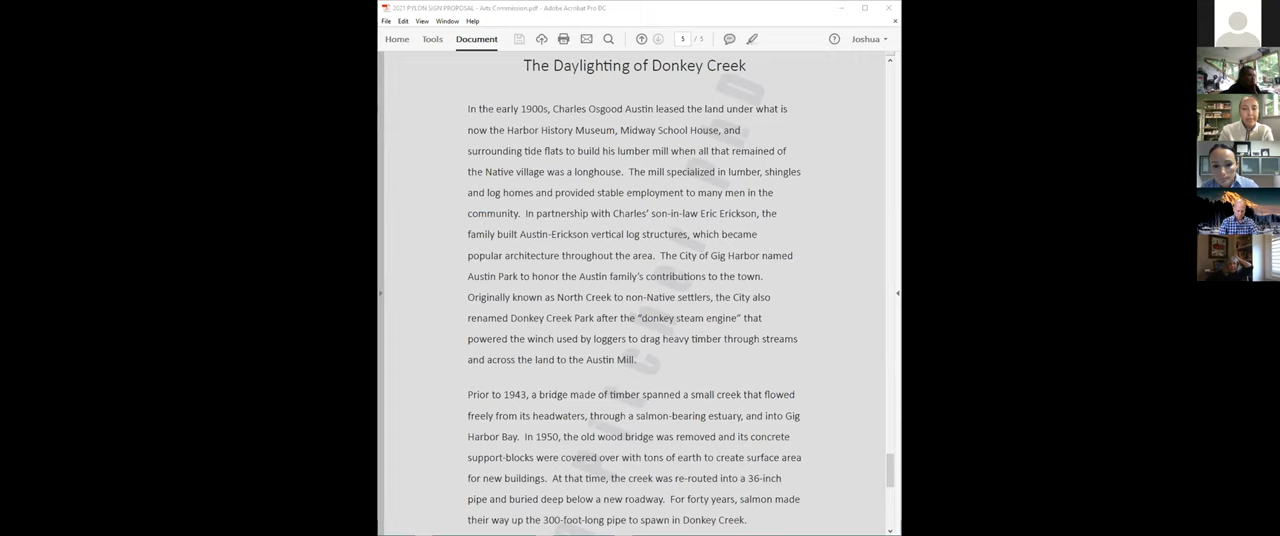 2021 PYLON SIGN PROPOSAL - Arts Commission.pdf - Adobe Acrobat Pro DC
File Edit View Window Help
Home Tools Document 5 / 5 Joshua
The Daylighting of Donkey Creek
In the early 1900s, Charles Osgood Austin leased the land under what is
now the Harbor History Museum, Midway School House, and
surrounding tide flats to build his lumber mill when all that remained of
the Native village was a longhouse. The mill specialized in lumber, shingles
and log homes and provided stable employment to many men in the
community. In partnership with Charles’ son-in-law Eric Erickson, the
family built Austin-Erickson vertical log structures, which became
popular architecture throughout the area. The City of Gig Harbor named
Austin Park to honor the Austin family’s contributions to the town.
Originally known as North Creek to non-Native settlers, the City also
renamed Donkey Creek Park after the “donkey steam engine” that
powered the winch used by loggers to drag heavy timber through streams
and across the land to the Austin Mill.
Prior to 1943, a bridge made of timber spanned a small creek that flowed
freely from its headwaters, through a salmon-bearing estuary, and into Gig
Harbor Bay. In 1950, the old wood bridge was removed and its concrete
support-blocks were covered over with tons of earth to create surface area
for new buildings. At that time, the creek was re-routed into a 36-inch
pipe and buried deep below a new roadway. For forty years, salmon made
their way up the 300-foot-long pipe to spawn in Donkey Creek.